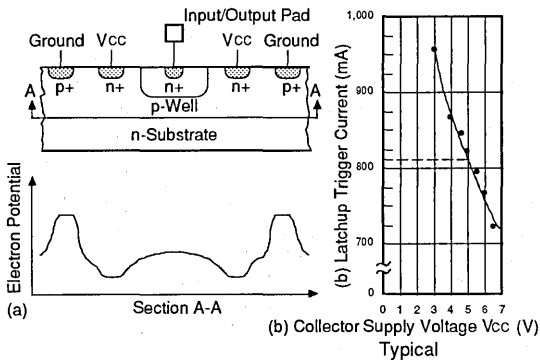 Input/Output Pad
Ground Vcc Vcc Ground
A p+ n+ n+ n+ p+ A
p-Well
n-Substrate
Electron Potential
(a)
Section A-A
(b) Latchup Trigger Current (mA)
1,000
900
800
700
0
0 1 2 3 4 5 6 7
(b) Collector Supply Voltage Vcc (V)
Typical